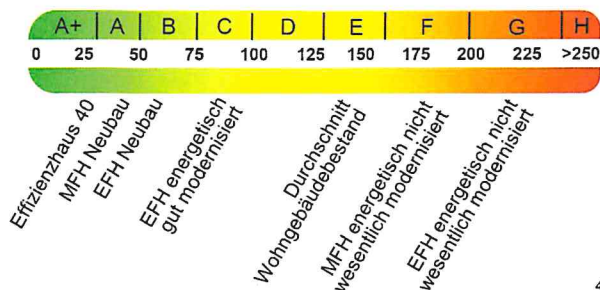 A+ A B C D E F G H
0 25 50 75 100 125 150 175 200 225 >250
Effizienzhaus 40
MFH Neubau
EFH Neubau
EFH energetisch
gut modernisiert
Durchschnitt
Wohngebäudebestand
MFH energetisch nicht
wesentlich modernisiert
EFH energetisch nicht
wesentlich modernisiert